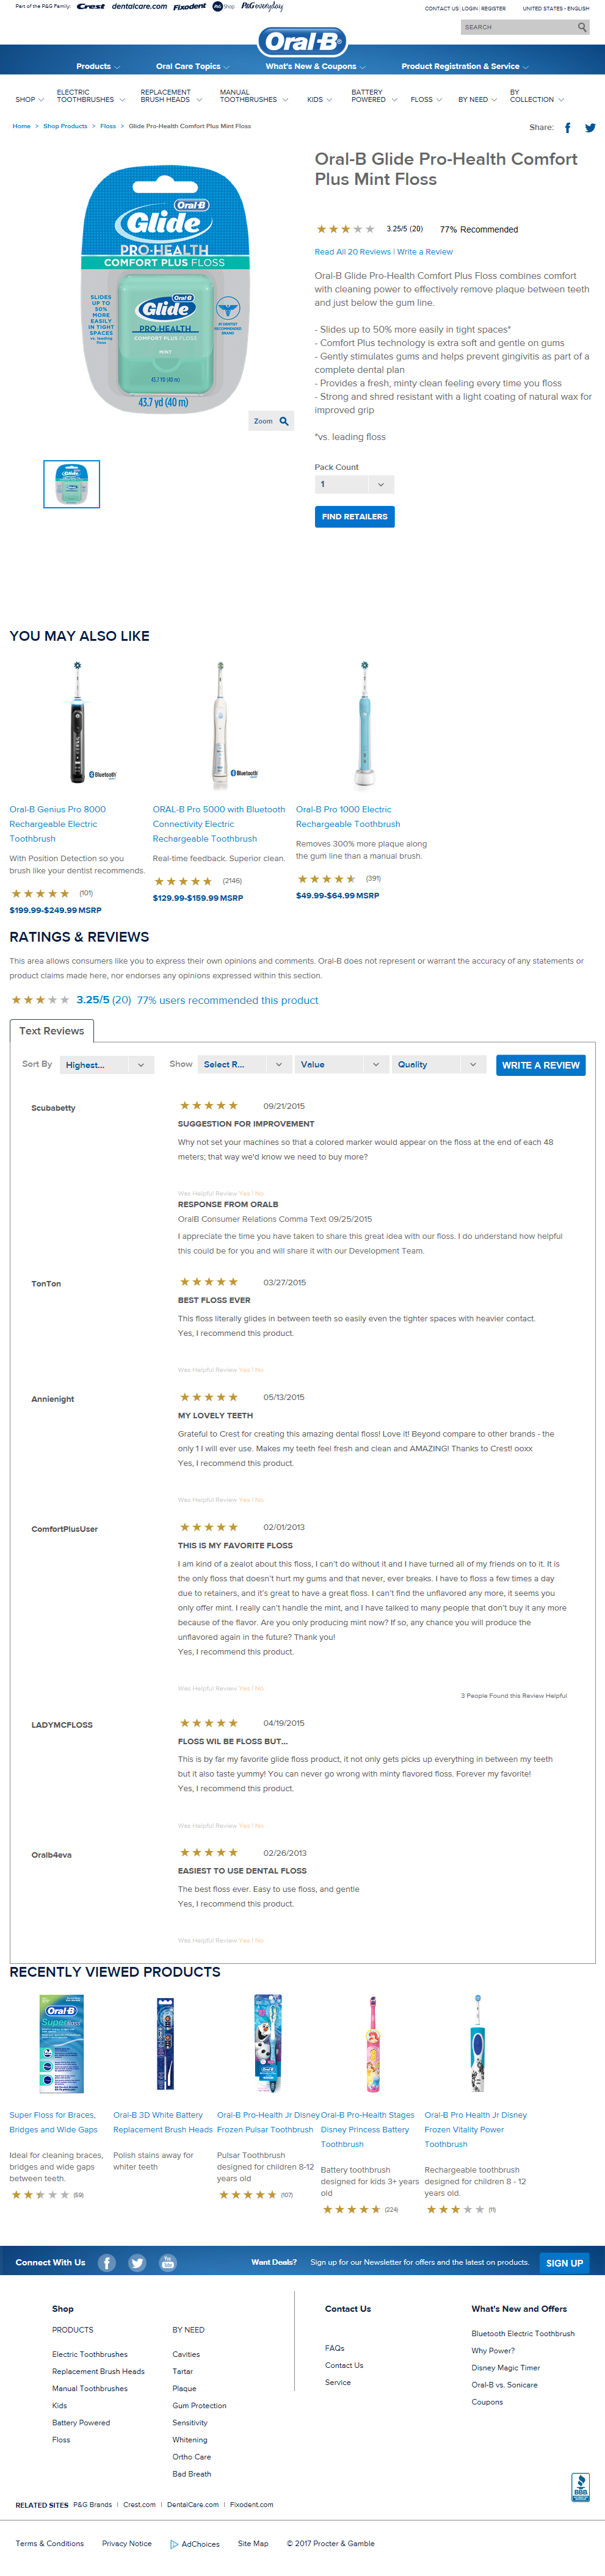 Part of the P&G Family: Crest dentalcare.com Fixodent P&G Shop P&G everyday
CONTACT US | LOGIN | REGISTER UNITED STATES - ENGLISH
SEARCH
Oral-B
Products Oral Care Topics What's New & Coupons Product Registration & Service
SHOP ELECTRIC TOOTHBRUSHES REPLACEMENT BRUSH HEADS MANUAL TOOTHBRUSHES KIDS BATTERY POWERED FLOSS BY NEED BY COLLECTION
Home > Shop Products > Floss > Glide Pro-Health Comfort Plus Mint Floss
Share:
Oral-B
Glide
PRO-HEALTH
COMFORT PLUS FLOSS
SLIDES
UP TO
50%
MORE
EASILY
IN TIGHT
SPACES
vs. leading
floss
Oral-B
Glide
PRO-HEALTH
COMFORT PLUS FLOSS
MINT
43.7 YD (40 m)
#1 DENTIST
RECOMMENDED
BRAND
43.7 yd (40 m)
Zoom
Oral-B Glide Pro-Health Comfort
Plus Mint Floss
3.25/5 (20) 77% Recommended
Read All 20 Reviews | Write a Review
Oral-B Glide Pro-Health Comfort Plus Floss combines comfort
with cleaning power to effectively remove plaque between teeth
and just below the gum line.
- Slides up to 50% more easily in tight spaces*
- Comfort Plus technology is extra soft and gentle on gums
- Gently stimulates gums and helps prevent gingivitis as part of a
complete dental plan
- Provides a fresh, minty clean feeling every time you floss
- Strong and shred resistant with a light coating of natural wax for
improved grip
*vs. leading floss
Pack Count
1
FIND RETAILERS
YOU MAY ALSO LIKE
Bluetooth
Bluetooth
Oral-B Genius Pro 8000
Rechargeable Electric
Toothbrush
With Position Detection so you
brush like your dentist recommends.
(101)
$199.99-$249.99 MSRP
ORAL-B Pro 5000 with Bluetooth
Connectivity Electric
Rechargeable Toothbrush
Real-time feedback. Superior clean.
(2146)
$129.99-$159.99 MSRP
Oral-B Pro 1000 Electric
Rechargeable Toothbrush
Removes 300% more plaque along
the gum line than a manual brush.
(391)
$49.99-$64.99 MSRP
RATINGS & REVIEWS
This area allows consumers like you to express their own opinions and comments. Oral-B does not represent or warrant the accuracy of any statements or
product claims made here, nor endorses any opinions expressed within this section.
3.25/5 (20) 77% users recommended this product
Text Reviews
Sort By Highest... Show Select R... Value Quality WRITE A REVIEW
Scubabetty 09/21/2015
SUGGESTION FOR IMPROVEMENT
Why not set your machines so that a colored marker would appear on the floss at the end of each 48
meters; that way we'd know we need to buy more?
Was Helpful Review Yes | No
RESPONSE FROM ORALB
OralB Consumer Relations Comma Text 09/25/2015
I appreciate the time you have taken to share this great idea with our floss. I do understand how helpful
this could be for you and will share it with our Development Team.
TonTon 03/27/2015
BEST FLOSS EVER
This floss literally glides in between teeth so easily even the tighter spaces with heavier contact.
Yes, I recommend this product.
Was Helpful Review Yes | No
Annienight 05/13/2015
MY LOVELY TEETH
Grateful to Crest for creating this amazing dental floss! Love it! Beyond compare to other brands - the
only 1 I will ever use. Makes my teeth feel fresh and clean and AMAZING! Thanks to Crest! ooxx
Yes, I recommend this product.
Was Helpful Review Yes | No
ComfortPlusUser 02/01/2013
THIS IS MY FAVORITE FLOSS
I am kind of a zealot about this floss, I can't do without it and I have turned all of my friends on to it. It is
the only floss that doesn't hurt my gums and that never, ever breaks. I have to floss a few times a day
due to retainers, and it's great to have a great floss. I can't find the unflavored any more, it seems you
only offer mint. I really can't handle the mint, and I have talked to many people that don't buy it any more
because of the flavor. Are you only producing mint now? If so, any chance you will produce the
unflavored again in the future? Thank you!
Yes, I recommend this product.
Was Helpful Review Yes | No
3 People Found this Review Helpful
LADYMCFLOSS 04/19/2015
FLOSS WIL BE FLOSS BUT...
This is by far my favorite glide floss product, it not only gets picks up everything in between my teeth
but it also taste yummy! You can never go wrong with minty flavored floss. Forever my favorite!
Yes, I recommend this product.
Was Helpful Review Yes | No
Oralb4eva 02/26/2013
EASIEST TO USE DENTAL FLOSS
The best floss ever. Easy to use floss, and gentle
Yes, I recommend this product.
Was Helpful Review Yes | No
RECENTLY VIEWED PRODUCTS
Oral-B
Superfloss
Super Floss for Braces,
Bridges and Wide Gaps
Ideal for cleaning braces,
bridges and wide gaps
between teeth.
(59)
Oral-B 3D White Battery
Replacement Brush Heads
Polish stains away for
whiter teeth
Oral-B Pro-Health Jr Disney
Frozen Pulsar Toothbrush
Pulsar Toothbrush
designed for children 8-12
years old
(107)
Oral-B Pro-Health Stages
Disney Princess Battery
Toothbrush
Battery toothbrush
designed for kids 3+ years
old
(224)
Oral-B Pro Health Jr Disney
Frozen Vitality Power
Toothbrush
Rechargeable toothbrush
designed for children 8 - 12
years old.
(11)
Connect With Us You Tube Want Deals? Sign up for our Newsletter for offers and the latest on products. SIGN UP
Shop
PRODUCTS
Electric Toothbrushes
Replacement Brush Heads
Manual Toothbrushes
Kids
Battery Powered
Floss
BY NEED
Cavities
Tartar
Plaque
Gum Protection
Sensitivity
Whitening
Ortho Care
Bad Breath
Contact Us
FAQs
Contact Us
Service
What's New and Offers
Bluetooth Electric Toothbrush
Why Power?
Disney Magic Timer
Oral-B vs. Sonicare
Coupons
BBB
RELATED SITES P&G Brands | Crest.com | DentalCare.com | Fixodent.com
Terms & Conditions Privacy Notice AdChoices Site Map © 2017 Procter & Gamble